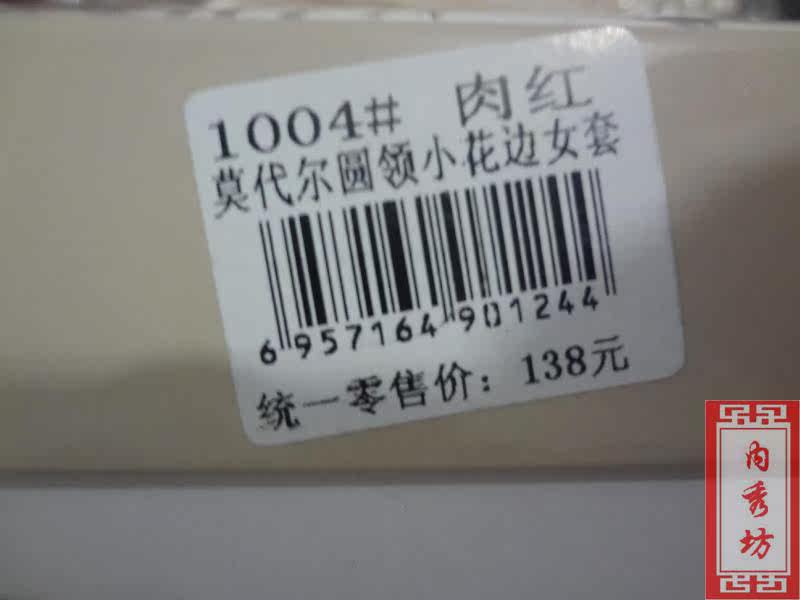 1004# 肉红
莫代尔圆领小花边女套
6 957164 901244
统一零售价：138元
内秀坊